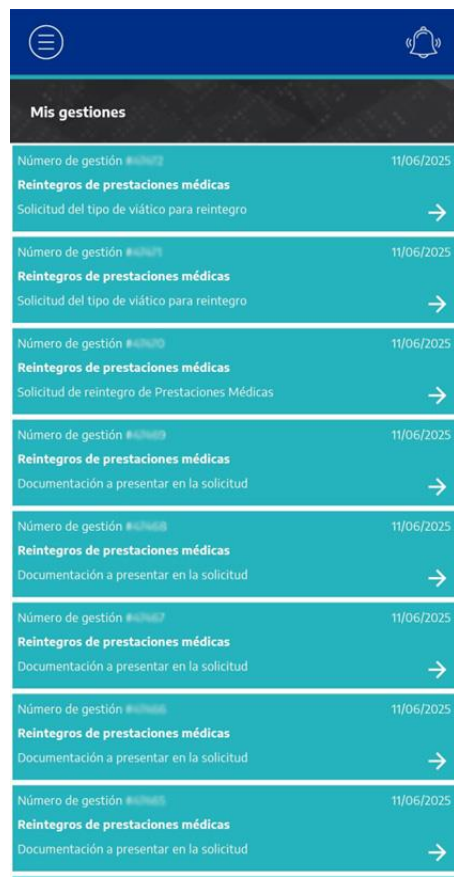 Mis gestiones
Número de gestión
11/06/2025
Reintegros de prestaciones médicas
Solicitud del tipo de viático para reintegro
Número de gestión
11/06/2025
Reintegros de prestaciones médicas
Solicitud del tipo de viático para reintegro
Número de gestión
11/06/2025
Reintegros de prestaciones médicas
Solicitud de reintegro de Prestaciones Médicas
Número de gestión
11/06/2025
Reintegros de prestaciones médicas
Documentación a presentar en la solicitud
Número de gestión
11/06/2025
Reintegros de prestaciones médicas
Documentación a presentar en la solicitud
Número de gestión
11/06/2025
Reintegros de prestaciones médicas
Documentación a presentar en la solicitud
Número de gestión
11/06/2025
Reintegros de prestaciones médicas
Documentación a presentar en la solicitud
Número de gestión
11/06/2025
Reintegros de prestaciones médicas
Documentación a presentar en la solicitud